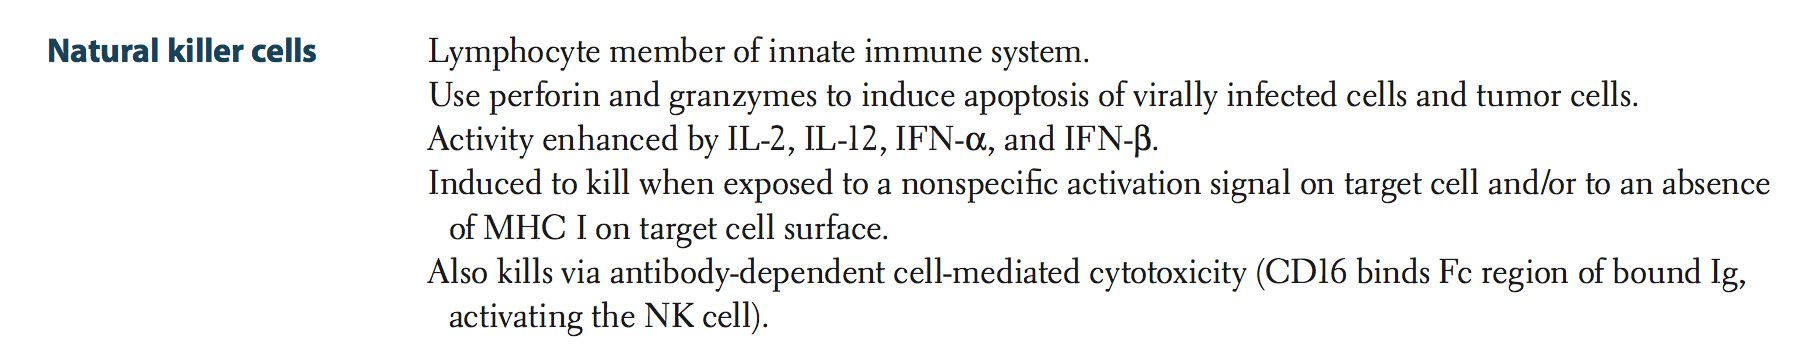 Natural killer cells
Lymphocyte member of innate immune system.
Use perforin and granzymes to induce apoptosis of virally infected cells and tumor cells.
Activity enhanced by IL-2, IL-12, IFN-α, and IFN-β.
Induced to kill when exposed to a nonspecific activation signal on target cell and/or to an absence
of MHC I on target cell surface.
Also kills via antibody-dependent cell-mediated cytotoxicity (CD16 binds Fc region of bound Ig,
activating the NK cell).